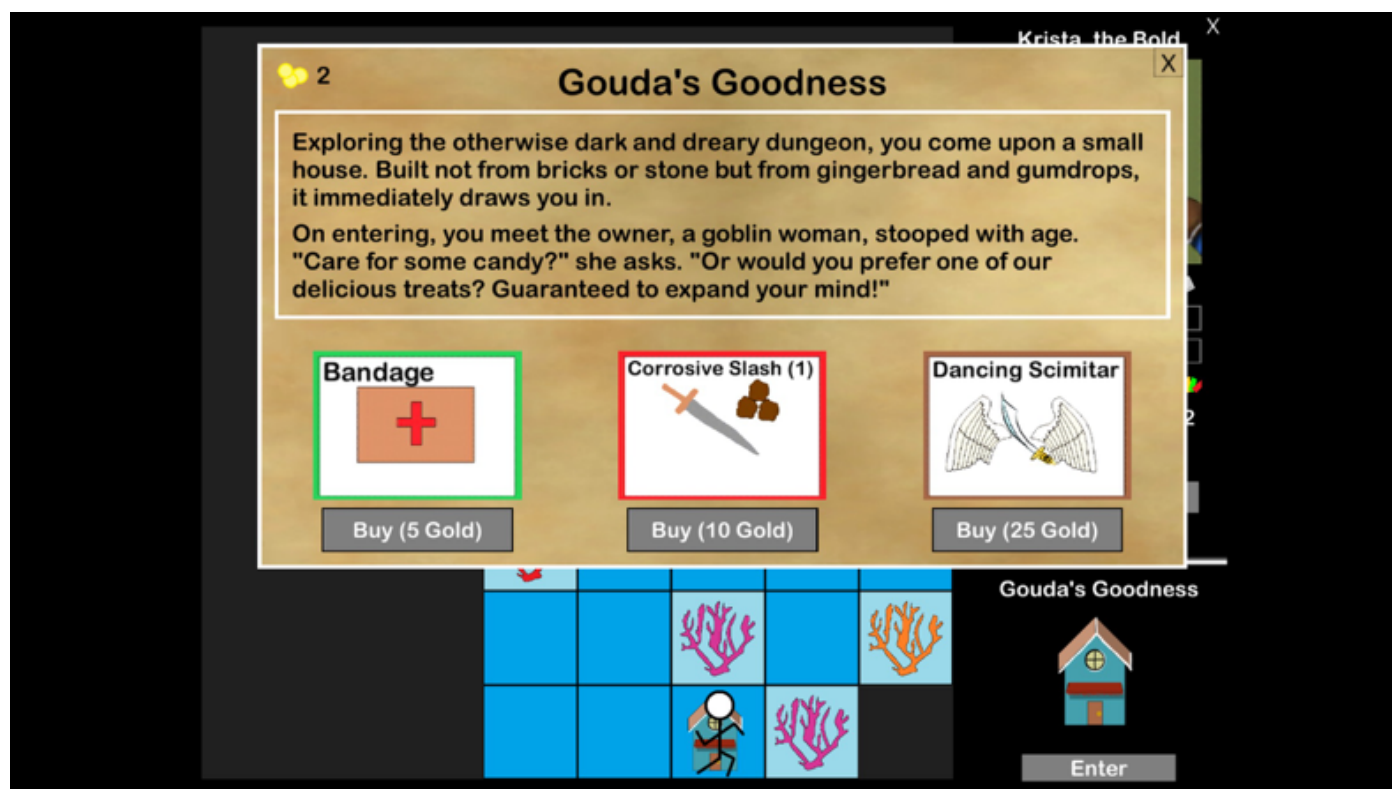 Krista, the Bold
X
2
Gouda's Goodness
X
Exploring the otherwise dark and dreary dungeon, you come upon a small
house. Built not from bricks or stone but from gingerbread and gumdrops,
it immediately draws you in.
On entering, you meet the owner, a goblin woman, stooped with age.
"Care for some candy?" she asks. "Or would you prefer one of our
delicious treats? Guaranteed to expand your mind!"
Bandage
Corrosive Slash (1)
Dancing Scimitar
2
Buy (5 Gold)
Buy (10 Gold)
Buy (25 Gold)
Gouda's Goodness
Enter